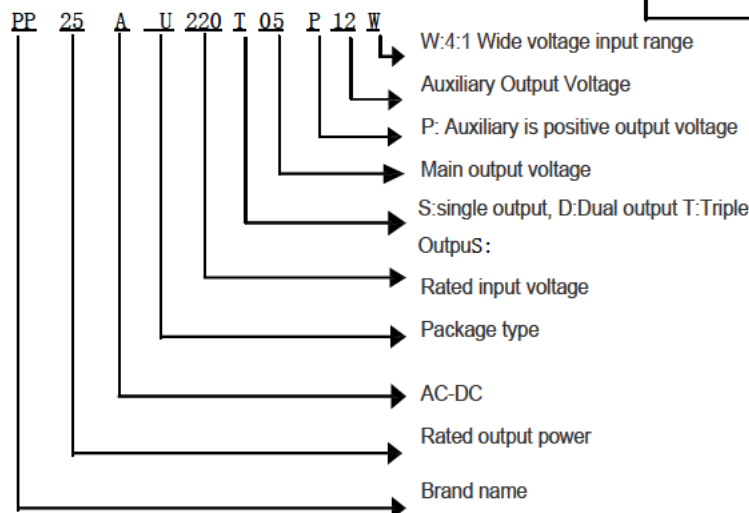 PP 25 A U 220 T 05 P 12 W
W:4:1 Wide voltage input range
Auxiliary Output Voltage
P: Auxiliary is positive output voltage
Main output voltage
S:single output, D:Dual output T:Triple
OutpuS:
Rated input voltage
Package type
AC-DC
Rated output power
Brand name